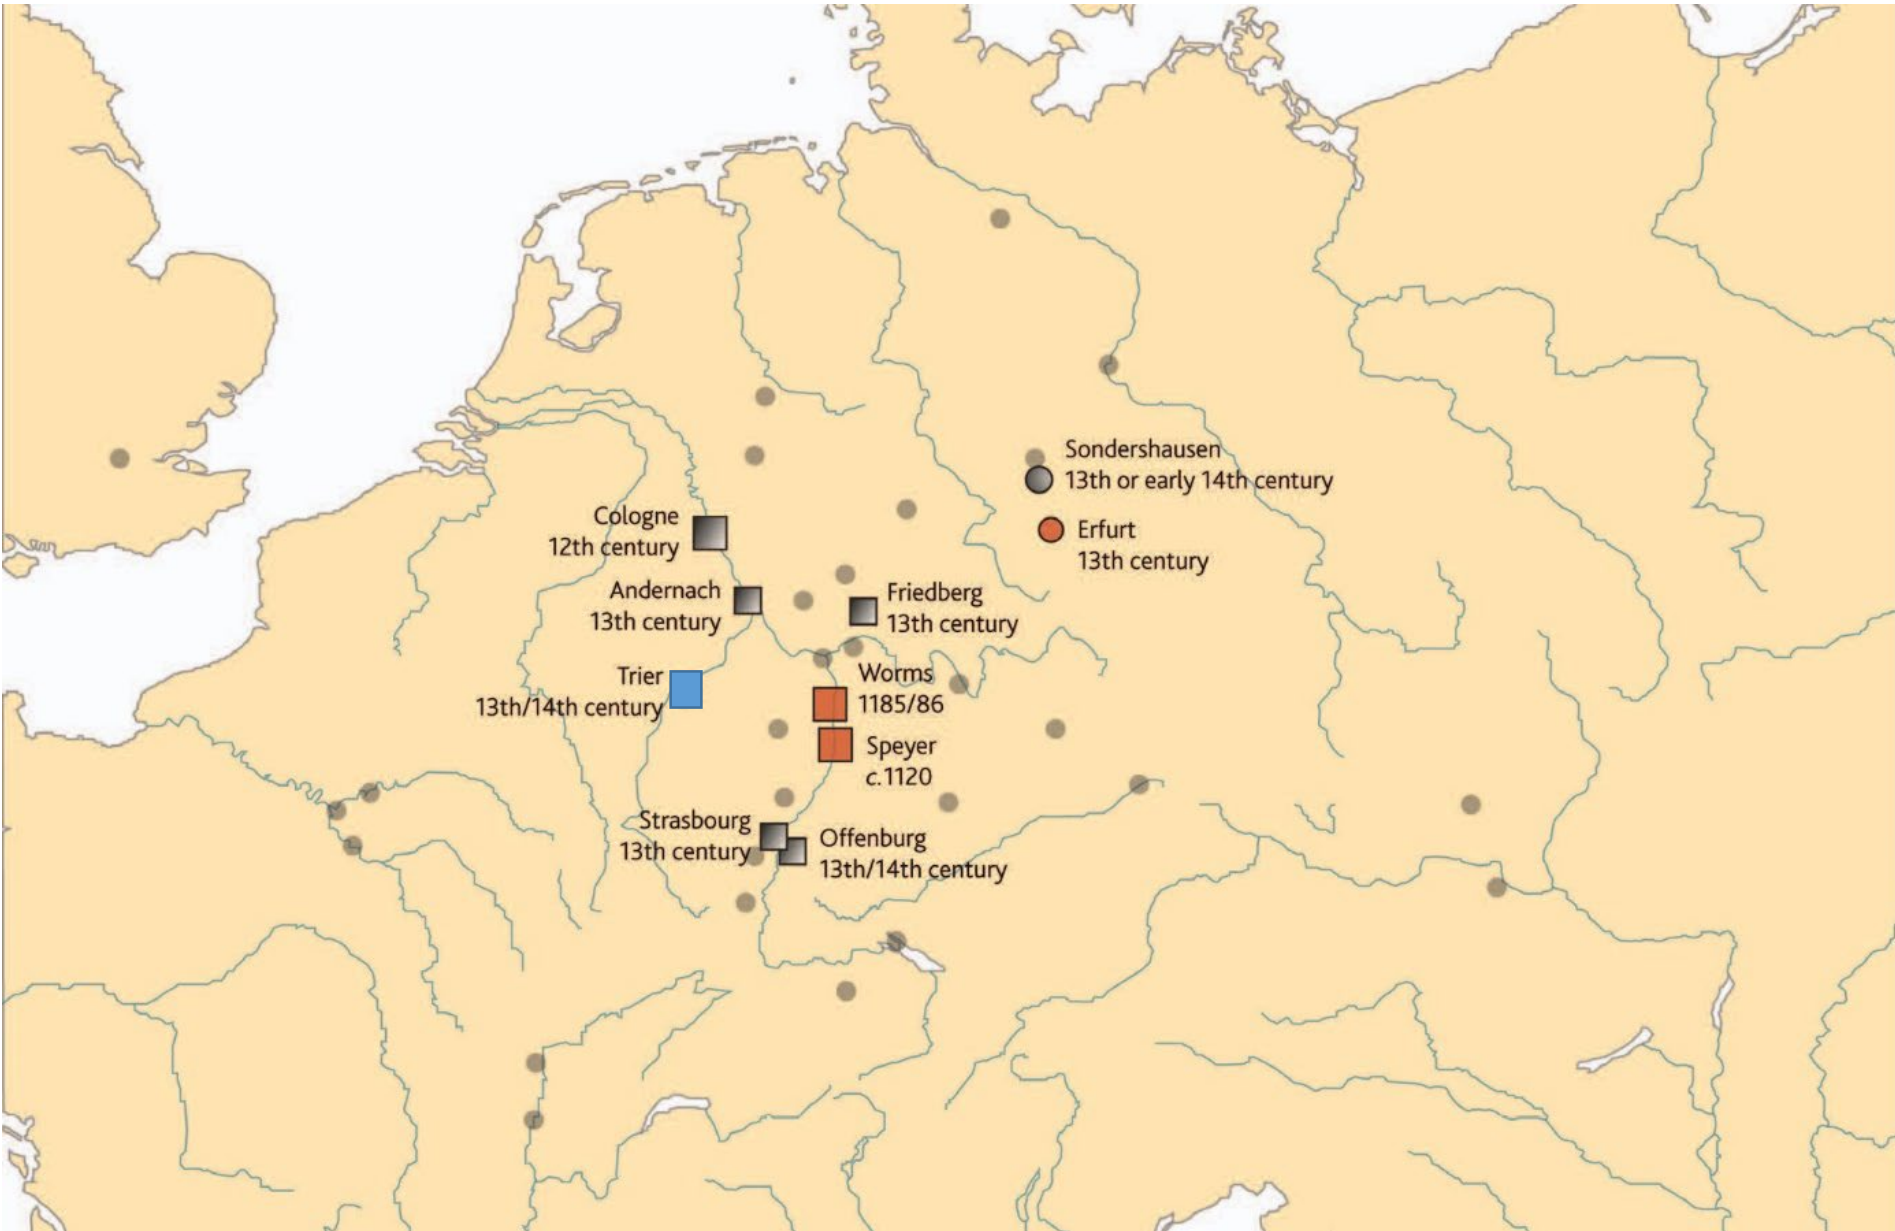 Sondershausen
13th or early 14th century
Cologne
12th century
Erfurt
13th century
Andernach
13th century
Friedberg
13th century
Trier
13th/14th century
Worms
1185/86
Speyer
c.1120
Strasbourg
13th century
Offenburg
13th/14th century